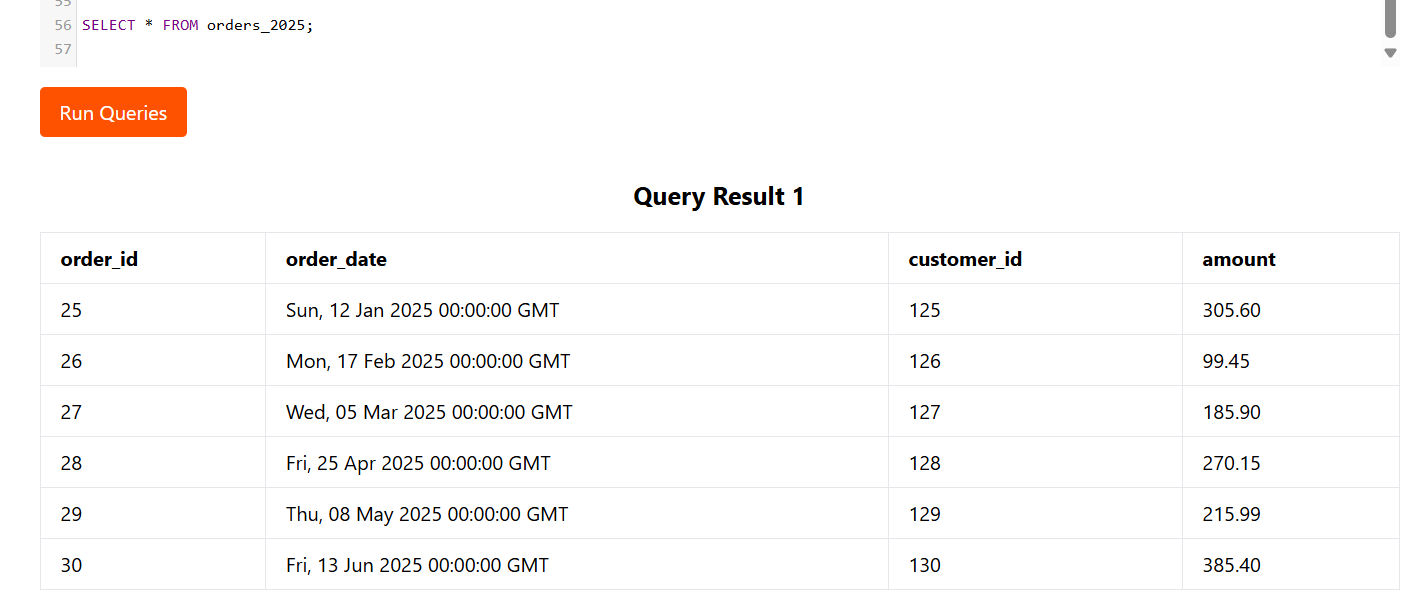 55
56 SELECT * FROM orders_2025;
57
Run Queries
Query Result 1
order_id order_date customer_id amount
25 Sun, 12 Jan 2025 00:00:00 GMT 125 305.60
26 Mon, 17 Feb 2025 00:00:00 GMT 126 99.45
27 Wed, 05 Mar 2025 00:00:00 GMT 127 185.90
28 Fri, 25 Apr 2025 00:00:00 GMT 128 270.15
29 Thu, 08 May 2025 00:00:00 GMT 129 215.99
30 Fri, 13 Jun 2025 00:00:00 GMT 130 385.40